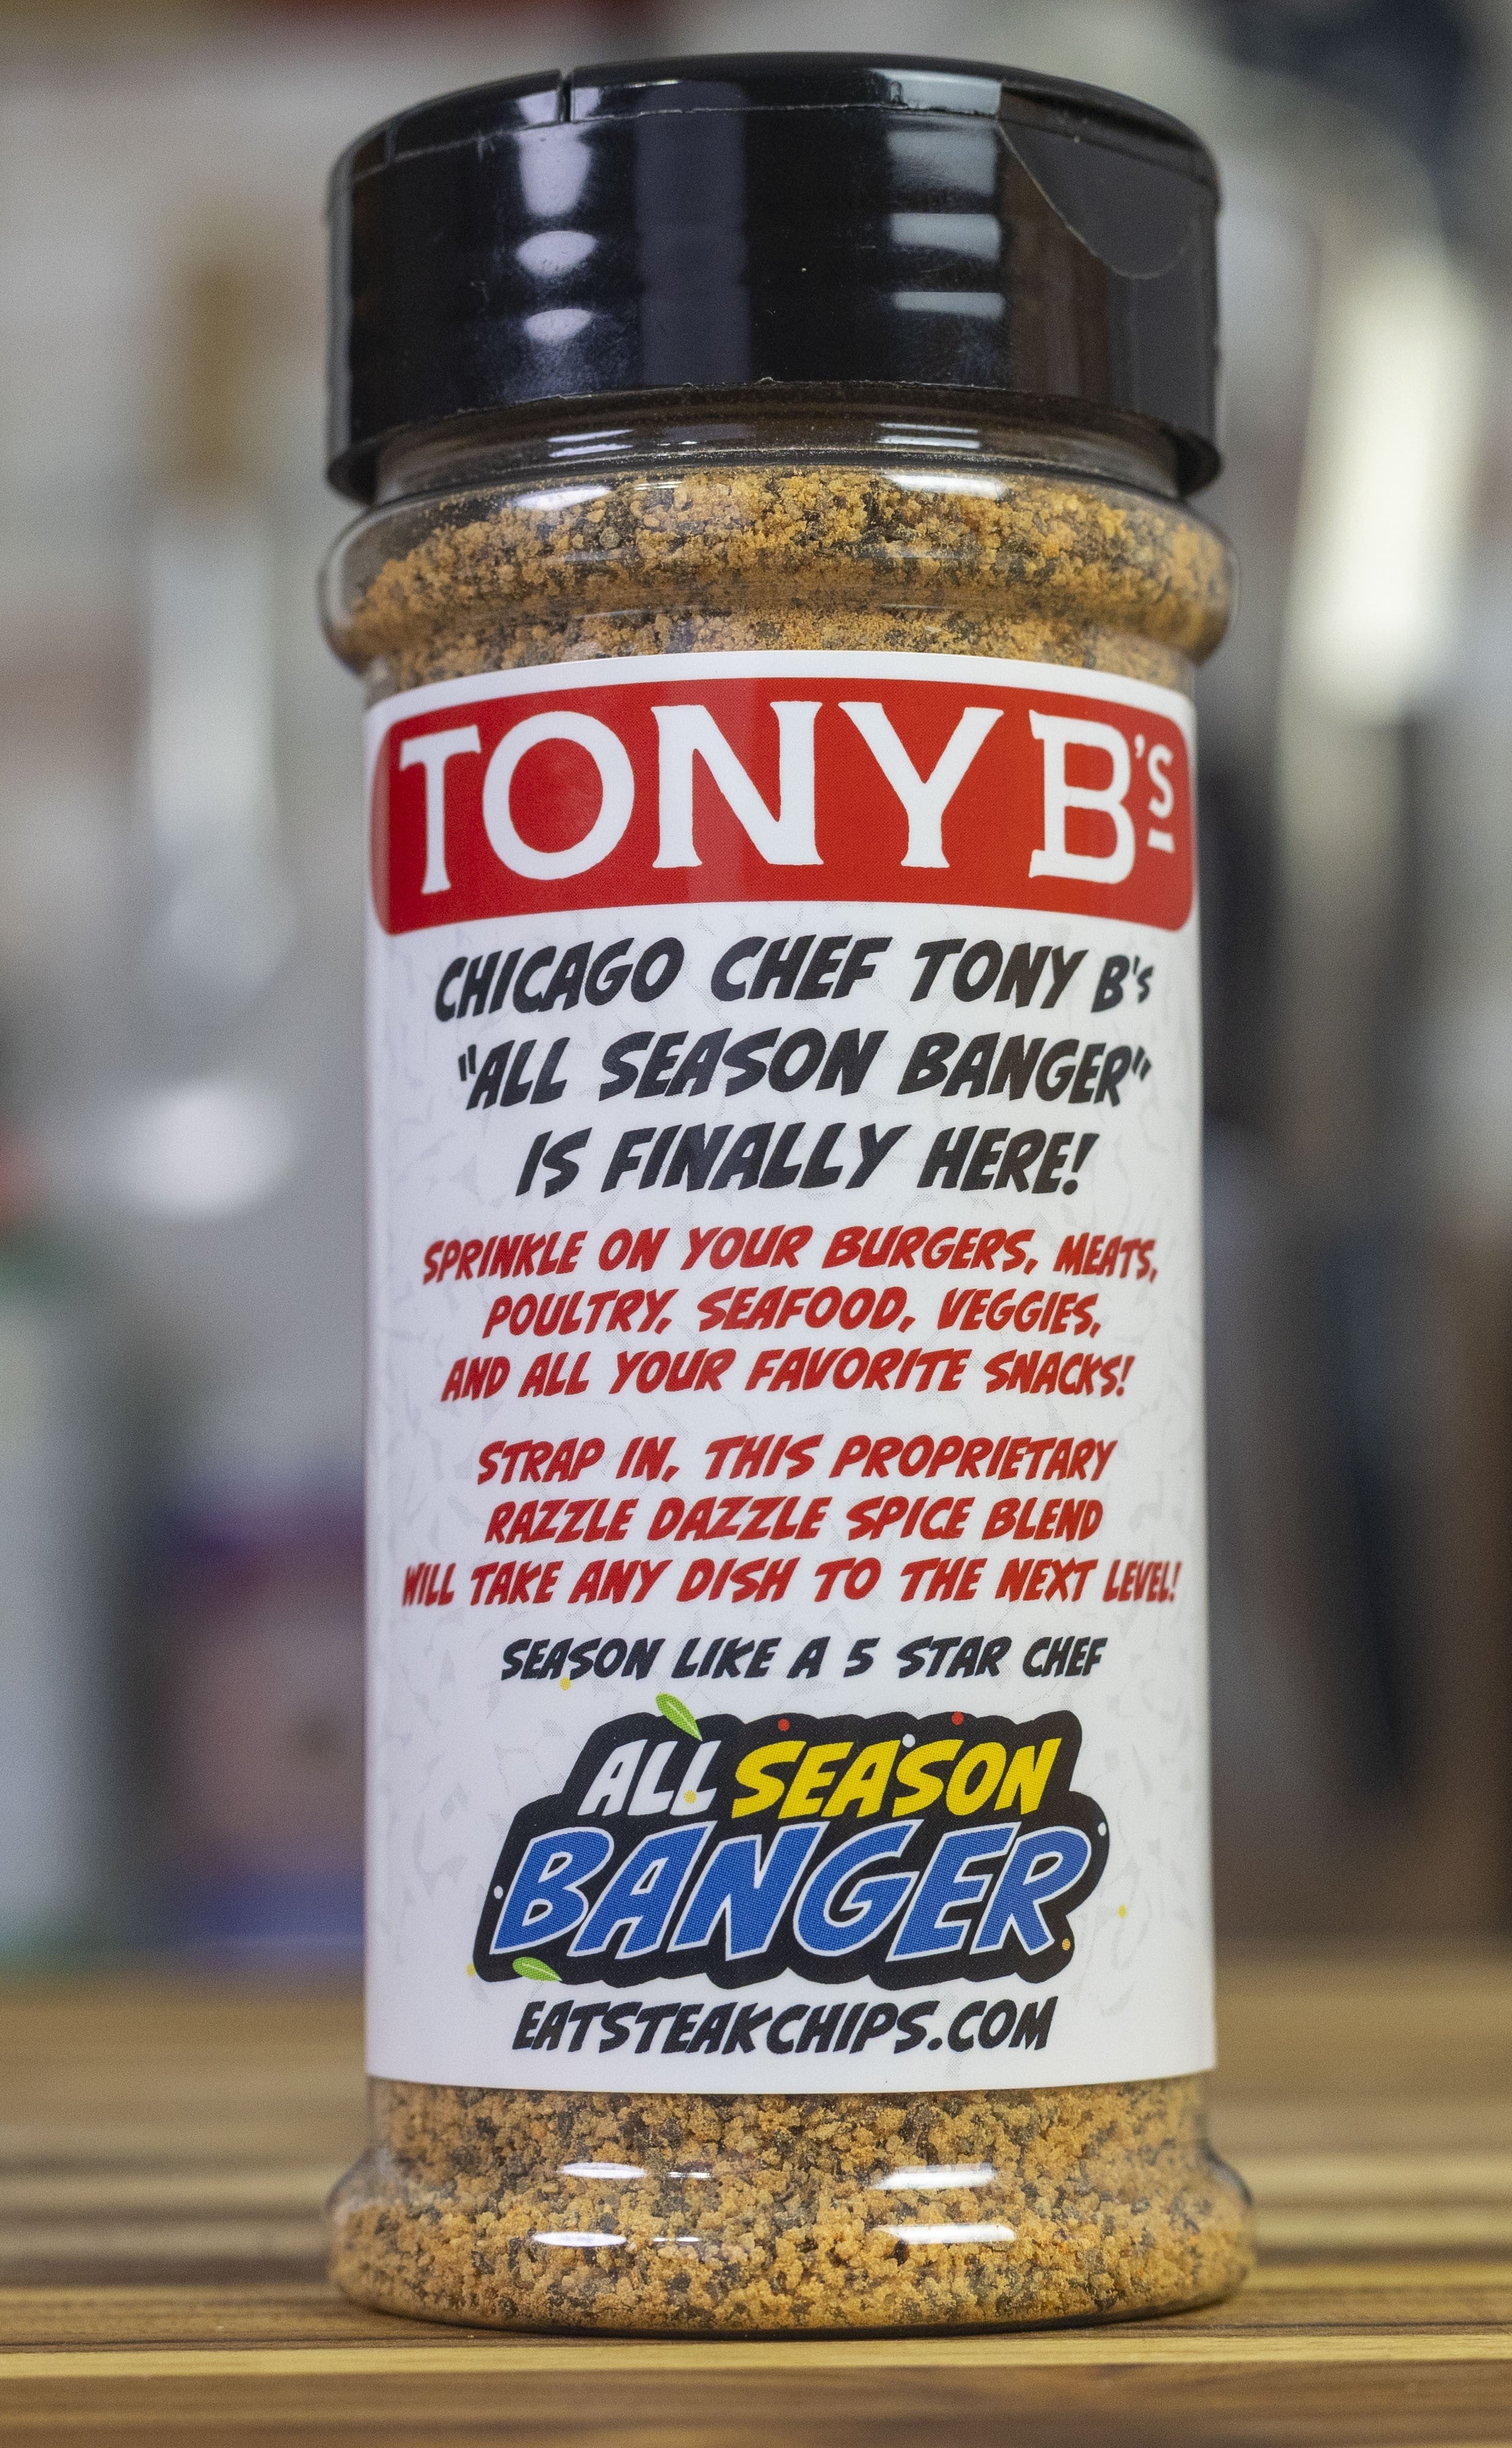 TONY B's
CHICAGO CHEF TONY B's
"ALL SEASON BANGER"
IS FINALLY HERE!
SPRINKLE ON YOUR BURGERS, MEATS,
POULTRY, SEAFOOD, VEGGIES,
AND ALL YOUR FAVORITE SNACKS!
STRAP IN, THIS PROPRIETARY
RAZZLE DAZZLE SPICE BLEND
WILL TAKE ANY DISH TO THE NEXT LEVEL!
SEASON LIKE A 5 STAR CHEF
ALL SEASON
BANGER
EATSTEAKCHIPS.COM